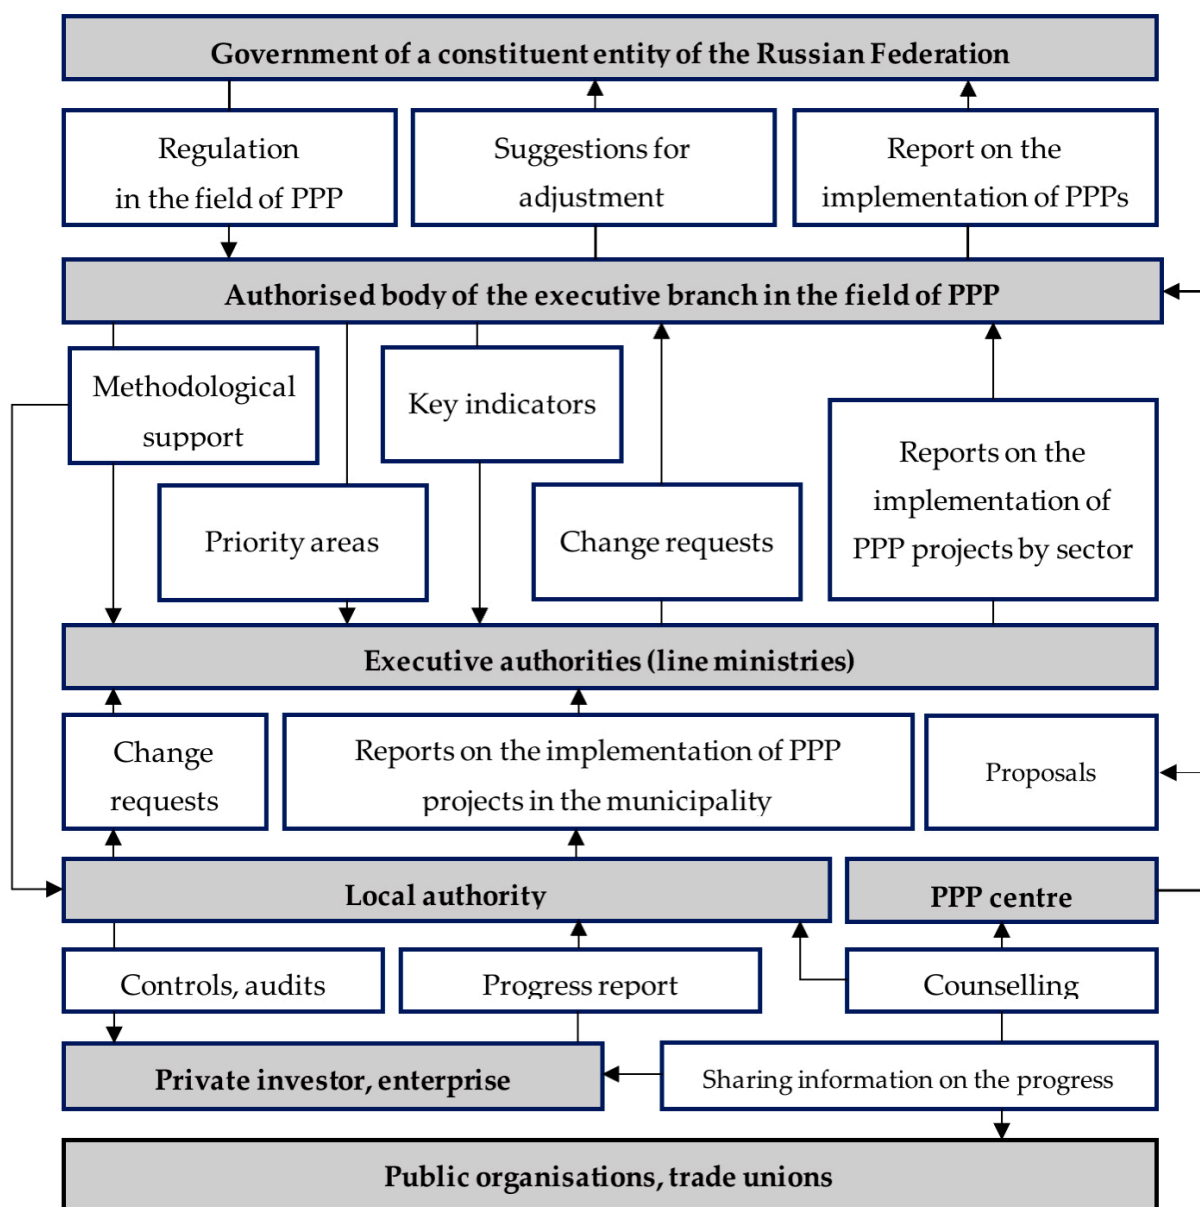 Government of a constituent entity of the Russian Federation
Regulation
in the field of PPP
Suggestions for
adjustment
Report on the
implementation of PPPs
Authorised body of the executive branch in the field of PPP
Methodological
support
Key indicators
Priority areas
Change requests
Reports on the
implementation of
PPP projects by sector
Executive authorities (line ministries)
Change
requests
Reports on the implementation of PPP
projects in the municipality
Proposals
Local authority
PPP centre
Controls, audits
Progress report
Counselling
Private investor, enterprise
Sharing information on the progress
Public organisations, trade unions